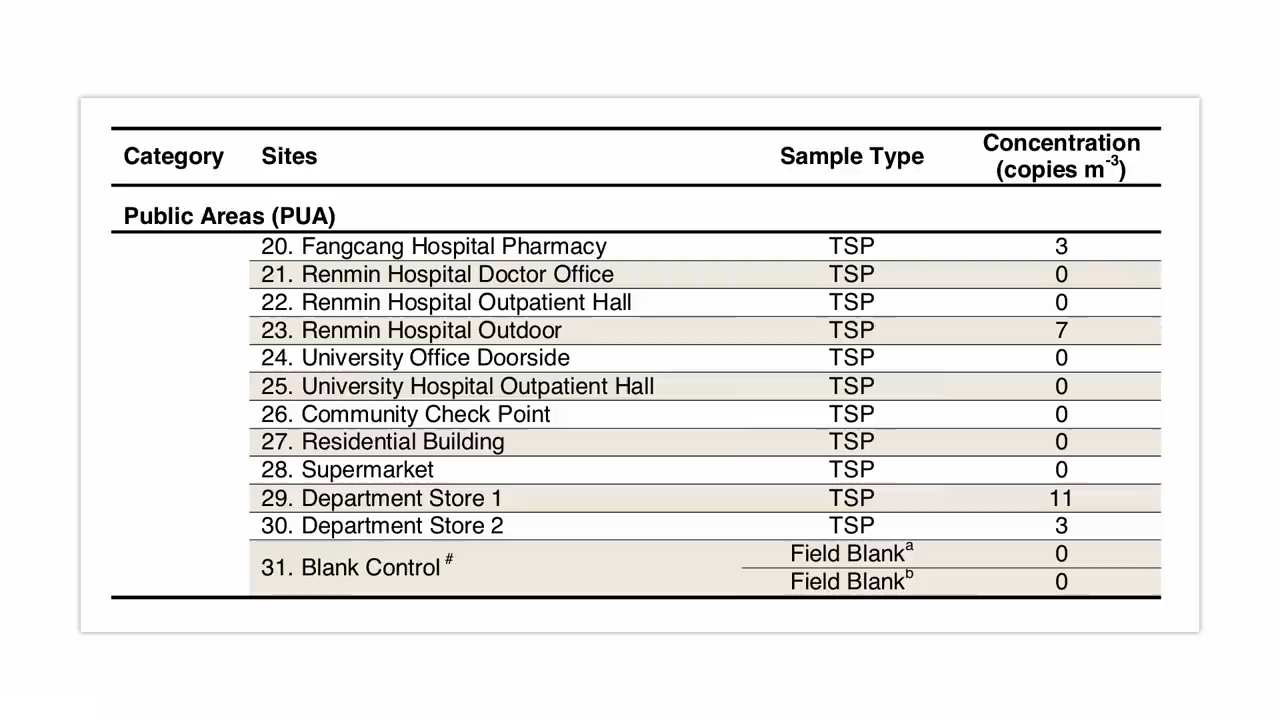 Category Sites Sample Type Concentration (copies m⁻³)
Public Areas (PUA)
20. Fangcang Hospital Pharmacy TSP 3
21. Renmin Hospital Doctor Office TSP 0
22. Renmin Hospital Outpatient Hall TSP 0
23. Renmin Hospital Outdoor TSP 7
24. University Office Doorside TSP 0
25. University Hospital Outpatient Hall TSP 0
26. Community Check Point TSP 0
27. Residential Building TSP 0
28. Supermarket TSP 0
29. Department Store 1 TSP 11
30. Department Store 2 TSP 3
31. Blank Control # Field Blankᵃ 0
Field Blankᵇ 0